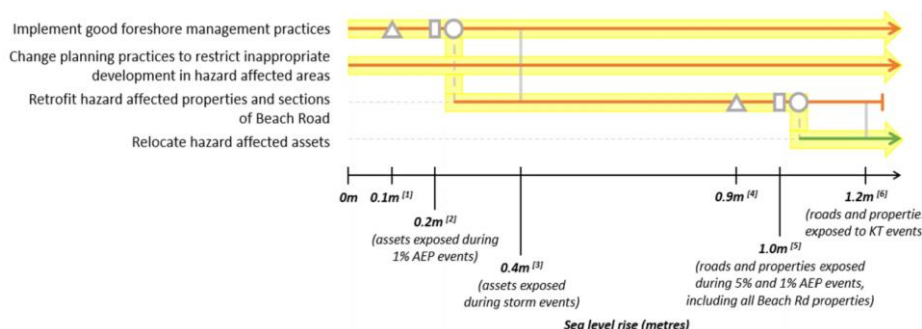 Implement good foreshore management practices
Change planning practices to restrict inappropriate
development in hazard affected areas
Retrofit hazard affected properties and sections
of Beach Road
Relocate hazard affected assets
0m 0.1m [1]
0.2m [2]
(assets exposed during
1% AEP events)
0.4m [3]
(assets exposed
during storm events)
0.9m [4]
1.0m [5]
(roads and properties exposed
during 5% and 1% AEP events,
including all Beach Rd properties)
1.2m [6]
(roads and propertie
exposed to KT events
Sea level rise (metres)